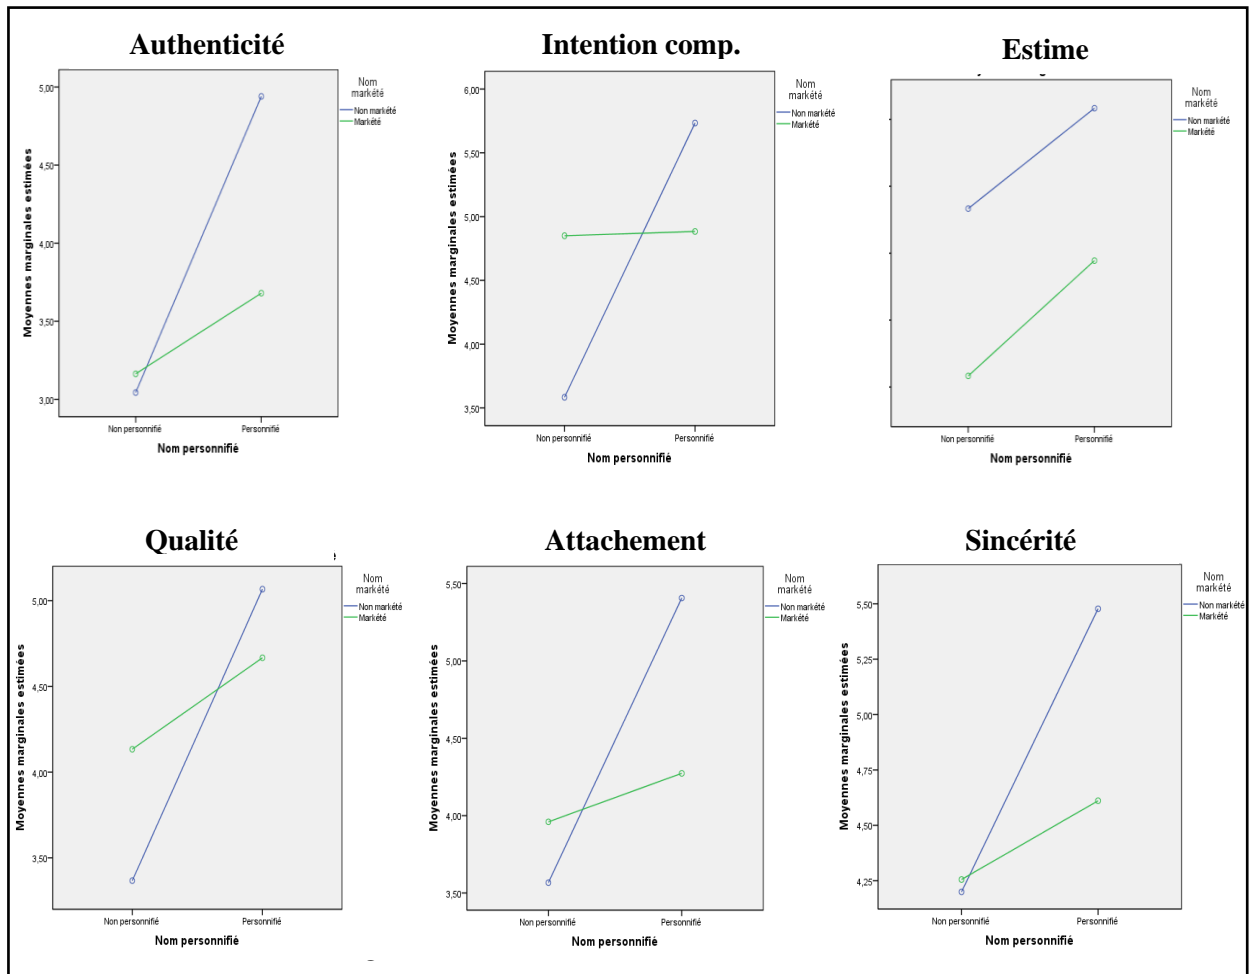 Authenticité
Nom
markété
Non markété
Markété
Moyennes marginales estimées
5,00
4,50
4,00
3,50
3,00
Non personnifié
Personnifié
Nom personnifié
Intention comp.
Nom
markété
Non markété
Markété
Moyennes marginales estimées
6,00
5,50
5,00
4,50
4,00
3,50
Non personnifié
Personnifié
Nom personnifié
Estime
Nom
markété
Non markété
Markété
Non personnifié
Personnifié
Nom personnifié
Qualité
Nom
markété
Non markété
Markété
Moyennes marginales estimées
5,00
4,50
4,00
3,50
Non personnifié
Personnifié
Nom personnifié
Attachement
Nom
markété
Non markété
Markété
Moyennes marginales estimées
5,50
5,00
4,50
4,00
3,50
Non personnifié
Personnifié
Nom personnifié
Sincérité
Nom
markété
Non markété
Markété
Moyennes marginales estimées
5,50
5,25
5,00
4,75
4,50
4,25
Non personnifié
Personnifié
Nom personnifié